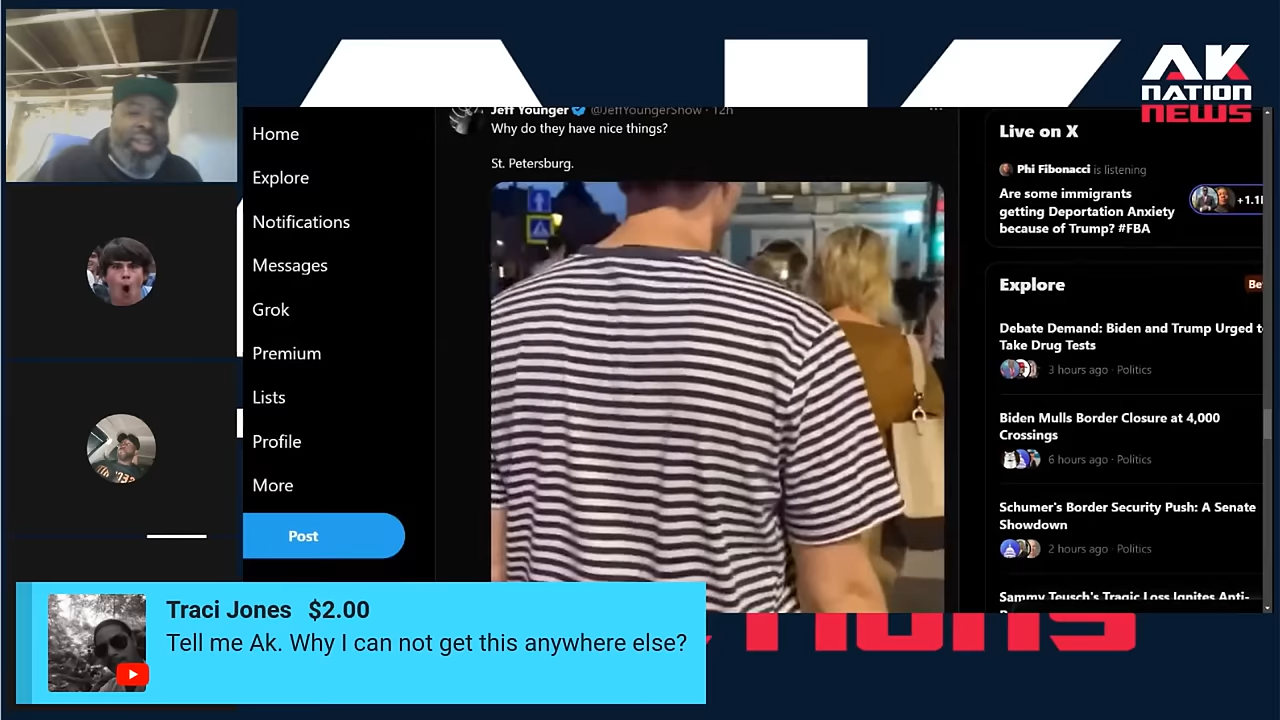 AK
NATION
NEWS
Home
Explore
Notifications
Messages
Grok
Premium
Lists
Profile
More
Post
Jeff Younger @JeffYoungerShow · 12h
Why do they have nice things?
St. Petersburg.
Live on X
Phi Fibonacci is listening
Are some immigrants
getting Deportation Anxiety
because of Trump? #FBA
Explore
Debate Demand: Biden and Trump Urged to
Take Drug Tests
3 hours ago · Politics
Biden Mulls Border Closure at 4,000
Crossings
6 hours ago · Politics
Schumer's Border Security Push: A Senate
Showdown
2 hours ago · Politics
Sammy Teusch's Tragic Loss Ignites Anti-
Traci Jones $2.00
Tell me Ak. Why I can not get this anywhere else?